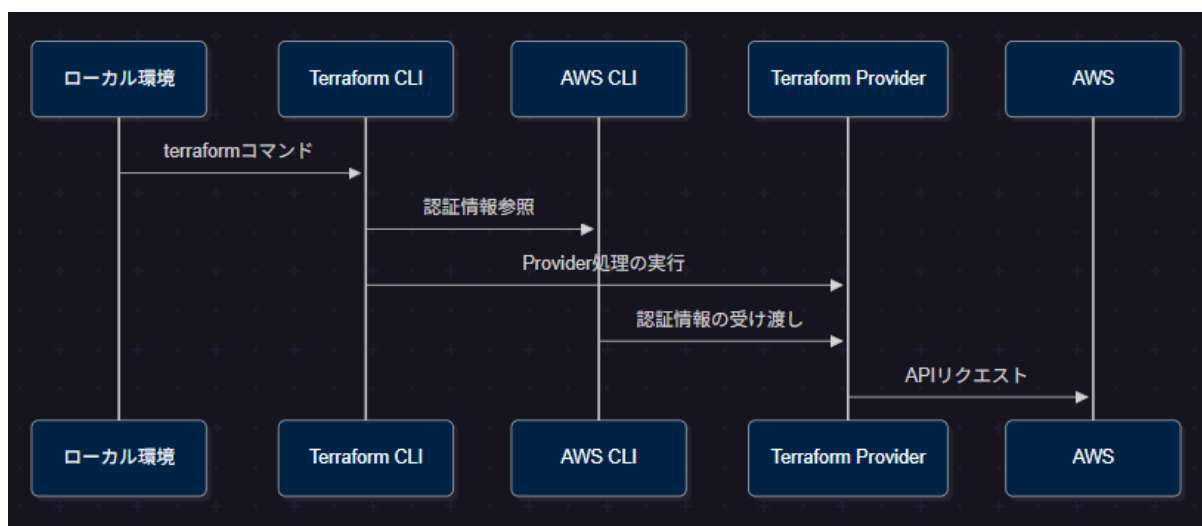 ローカル環境
Terraform CLI
AWS CLI
Terraform Provider
AWS
terraformコマンド
認証情報参照
Provider処理の実行
認証情報の受け渡し
APIリクエスト
ローカル環境
Terraform CLI
AWS CLI
Terraform Provider
AWS